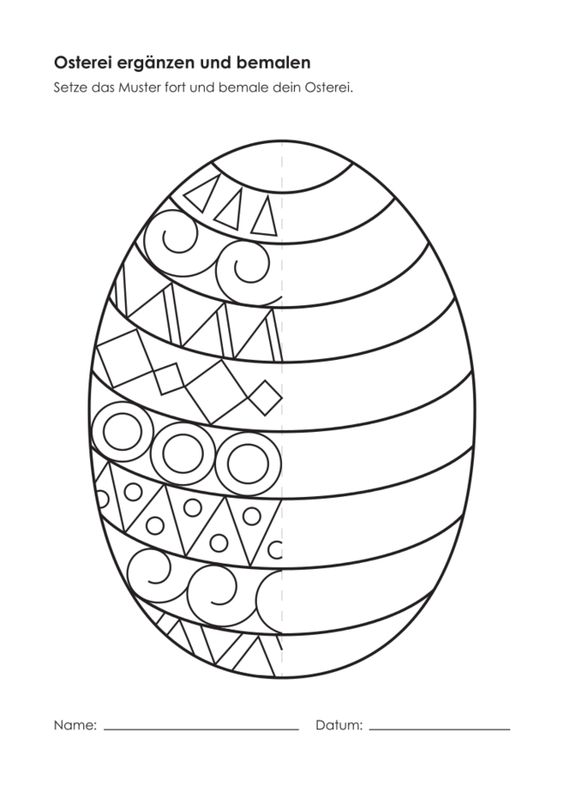 Osterei ergänzen und bemalen
Setze das Muster fort und bemale dein Osterei.
Name: Datum: